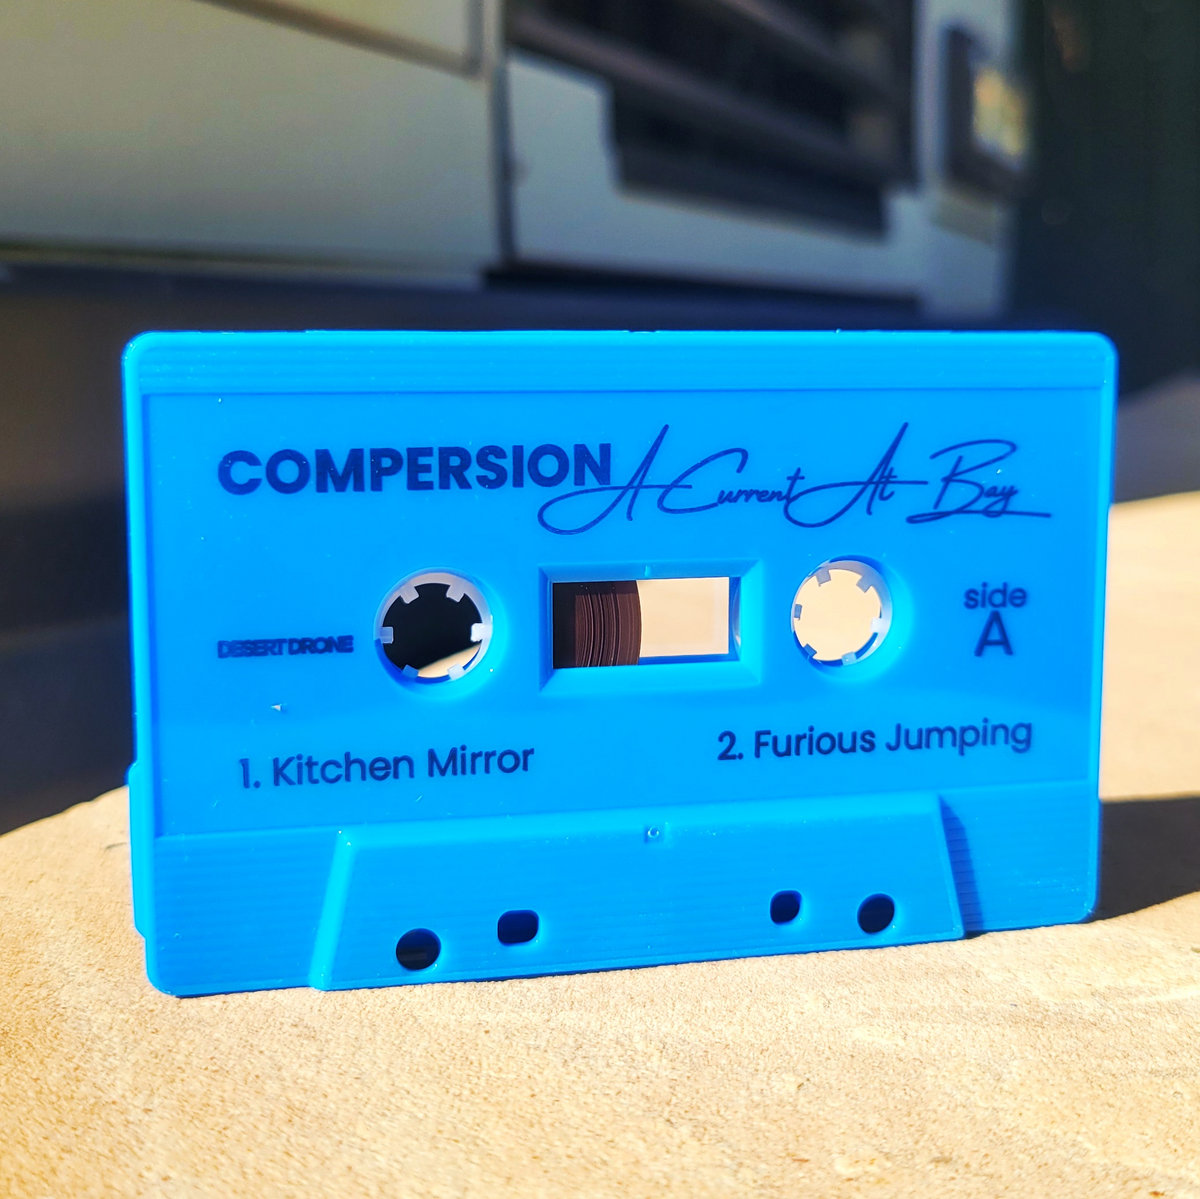 COMPERSION A Current At Bay
DESERT DRONE
side
A
1. Kitchen Mirror
2. Furious Jumping